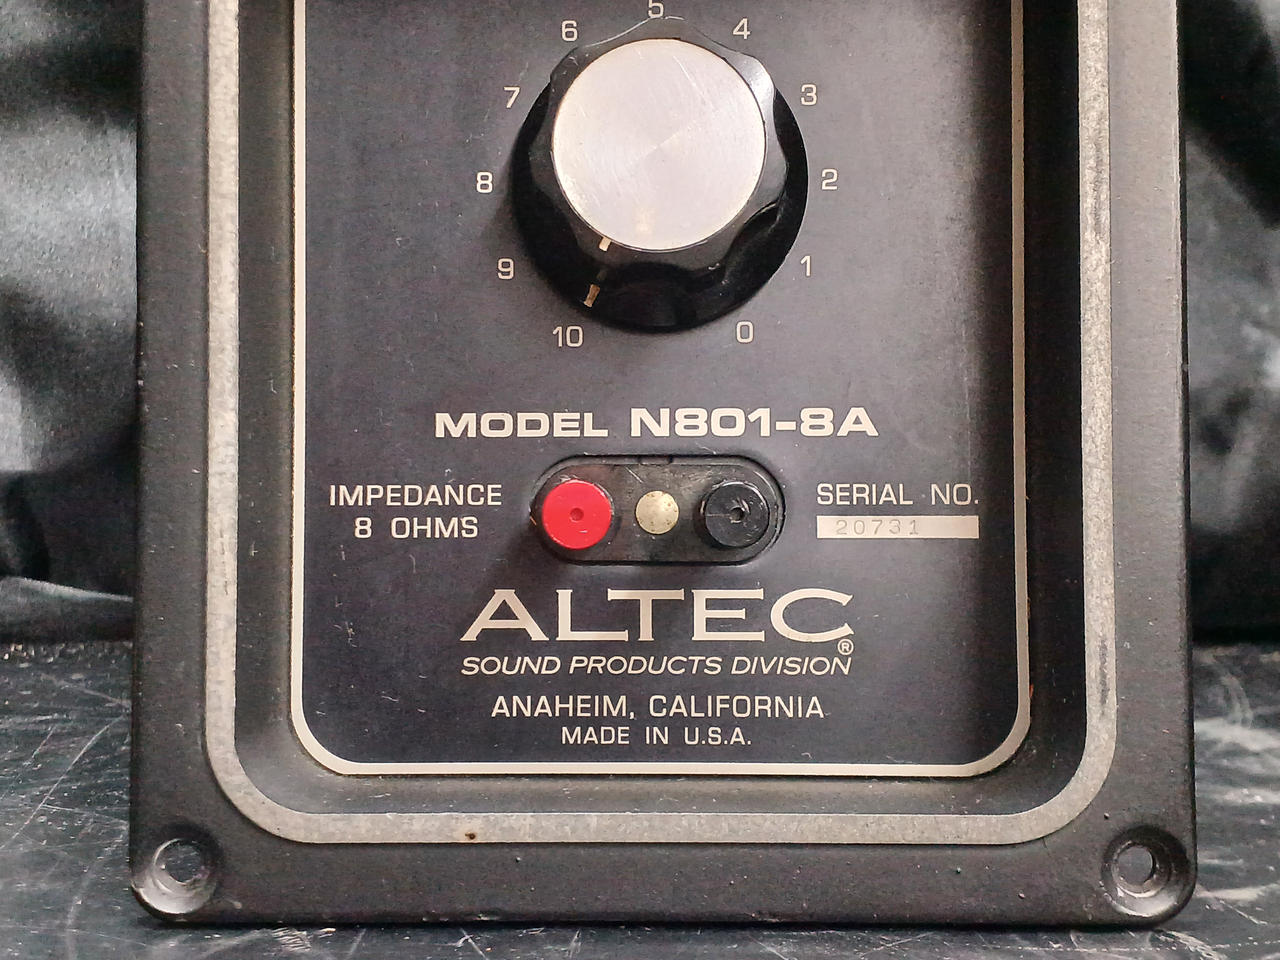 5
6 4
7 3
8 2
9 1
10 0
MODEL N801-8A
IMPEDANCE
8 OHMS
SERIAL NO.
20731
ALTEC®
SOUND PRODUCTS DIVISION
ANAHEIM, CALIFORNIA
MADE IN U.S.A.